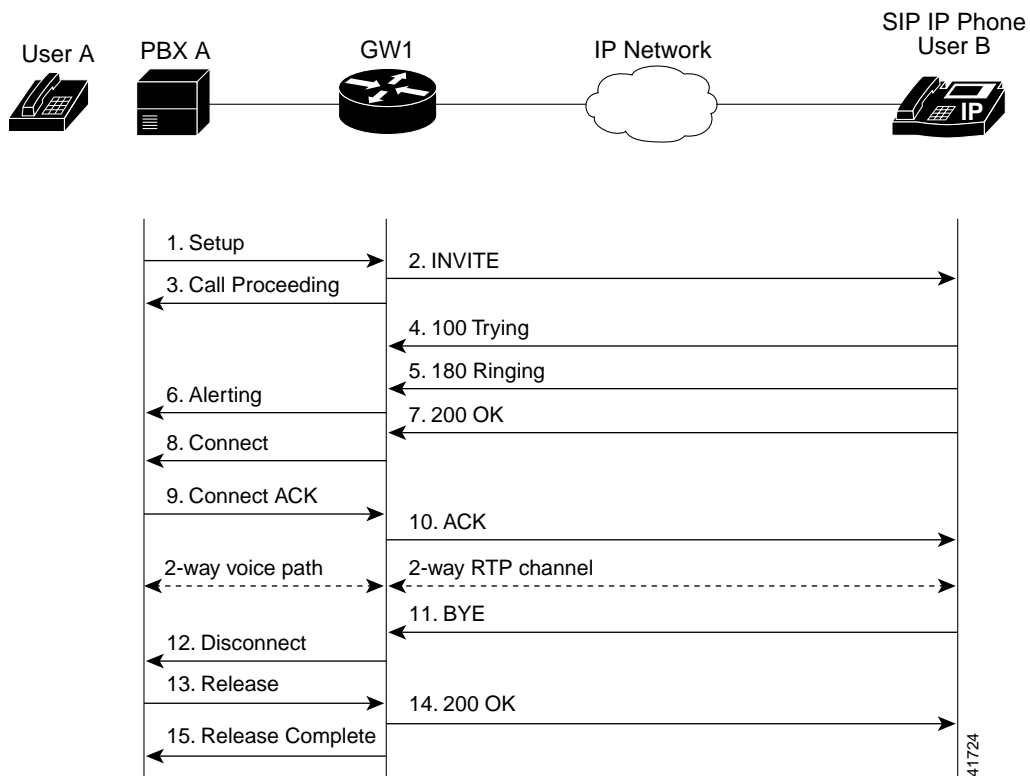 User A
PBX A
GW1
IP Network
SIP IP Phone
User B
IP
1. Setup
2. INVITE
3. Call Proceeding
4. 100 Trying
5. 180 Ringing
6. Alerting
7. 200 OK
8. Connect
9. Connect ACK
10. ACK
2-way voice path
2-way RTP channel
11. BYE
12. Disconnect
13. Release
14. 200 OK
15. Release Complete
41724